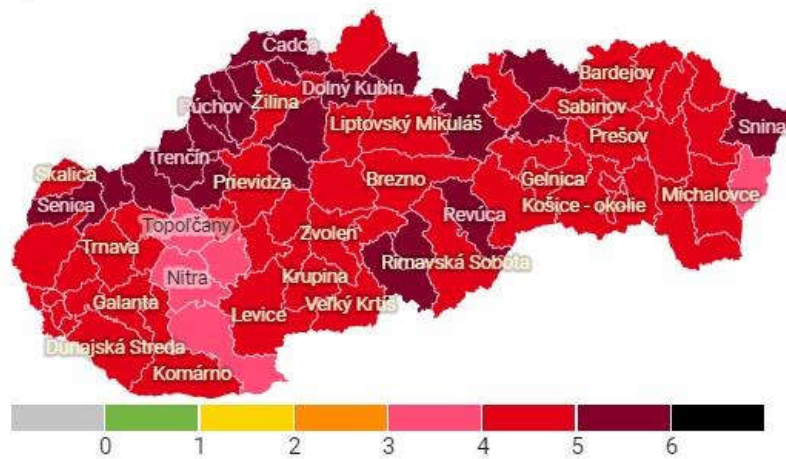 Čadca
Dolný Kubín
Bardejov
Púchov
Žilina
Sabinov
Liptovský Mikuláš
Snina
Prešov
Trenčín
Skalica
Prievidza
Brezno
Gelnica
Michalovce
Senica
Košice - okolie
Revúca
Topoľčany
Zvolen
Trnava
Rimavská Sobota
Nitra
Krupina
Galanta
Veľký Krtíš
Levice
Dunajská Streda
Komárno
0 1 2 3 4 5 6